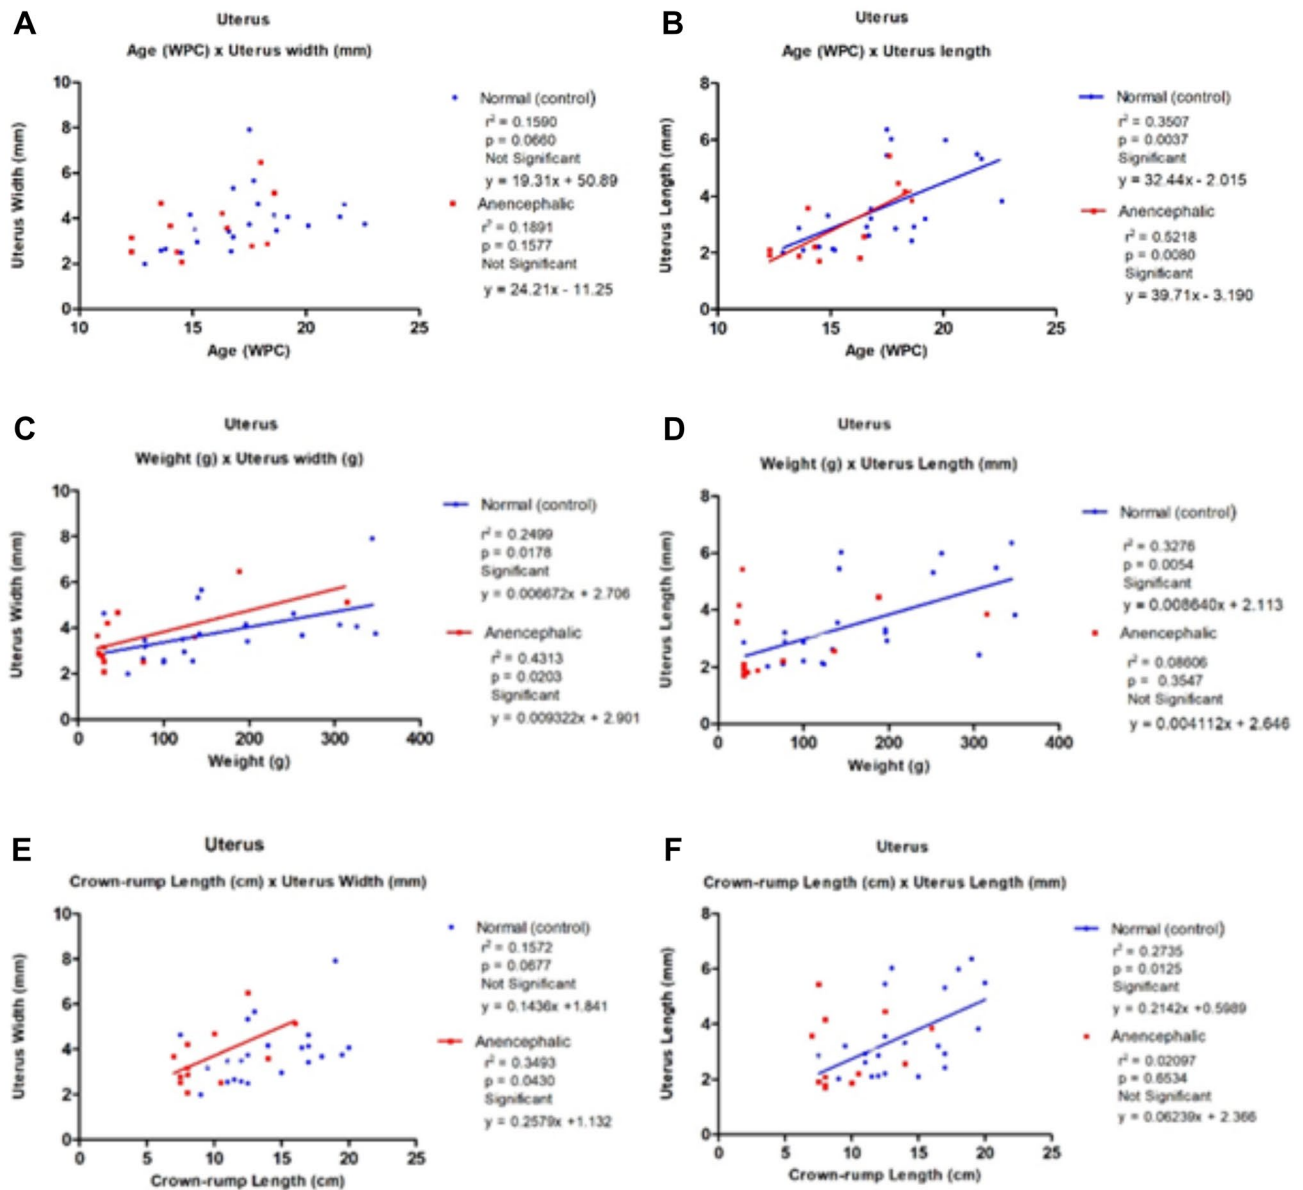 A
Uterus
Age (WPC) x Uterus width (mm)
Uterus Width (mm)
10
8
6
4
2
0
10
15
20
25
Age (WPC)
Normal (control)
r² = 0.1590
p = 0.0660
Not Significant
y = 19.31x + 50.89
Anencephalic
r² = 0.1891
p = 0.1577
Not Significant
y = 24.21x - 11.25
B
Uterus
Age (WPC) x Uterus length
Uterus Length (mm)
8
6
4
2
0
10
15
20
25
Age (WPC)
Normal (control)
r² = 0.3507
p = 0.0037
Significant
y = 32.44x - 2.015
Anencephalic
r² = 0.5218
p = 0.0080
Significant
y = 39.71x - 3.190
C
Uterus
Weight (g) x Uterus width (g)
Uterus Width (mm)
10
8
6
4
2
0
0
100
200
300
400
Weight (g)
Normal (control)
r² = 0.2499
p = 0.0178
Significant
y = 0.006672x + 2.706
Anencephalic
r² = 0.4313
p = 0.0203
Significant
y = 0.009322x + 2.901
D
Uterus
Weight (g) x Uterus Length (mm)
Uterus Length (mm)
8
6
4
2
0
0
100
200
300
400
Weight (g)
Normal (control)
r² = 0.3276
p = 0.0054
Significant
y = 0.008640x + 2.113
Anencephalic
r² = 0.08606
p = 0.3547
Not Significant
y = 0.004112x + 2.646
E
Uterus
Crown-rump Length (cm) x Uterus Width (mm)
Uterus Width (mm)
10
8
6
4
2
0
0
5
10
15
20
25
Crown-rump Length (cm)
Normal (control)
r² = 0.1572
p = 0.0677
Not Significant
y = 0.1436x +1.841
Anencephalic
r² = 0.3493
p = 0.0430
Significant
y = 0.2579x +1.132
F
Uterus
Crown-rump Length (cm) x Uterus Length (mm)
Uterus Length (mm)
8
6
4
2
0
0
5
10
15
20
25
Crown-rump Length (cm)
Normal (control)
r² = 0.2735
p = 0.0125
Significant
y = 0.2142x +0.5989
Anencephalic
r² = 0.02097
p = 0.6534
Not Significant
y = 0.06239x + 2.366